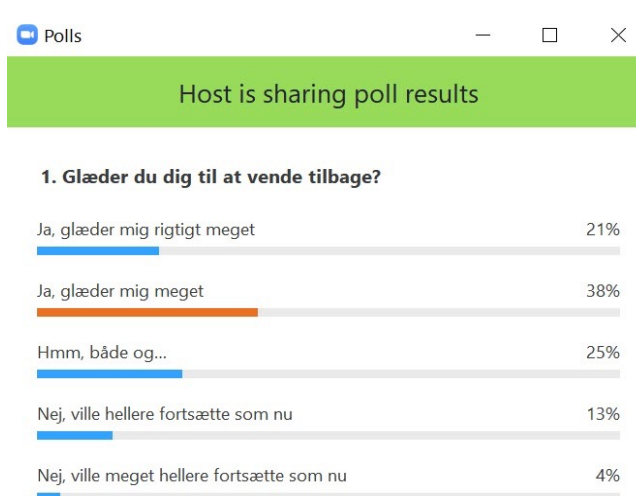 Polls
Host is sharing poll results
1. Glæder du dig til at vende tilbage?
Ja, glæder mig rigtigt meget 21%
Ja, glæder mig meget 38%
Hmm, både og... 25%
Nej, ville hellere fortsætte som nu 13%
Nej, ville meget hellere fortsætte som nu 4%